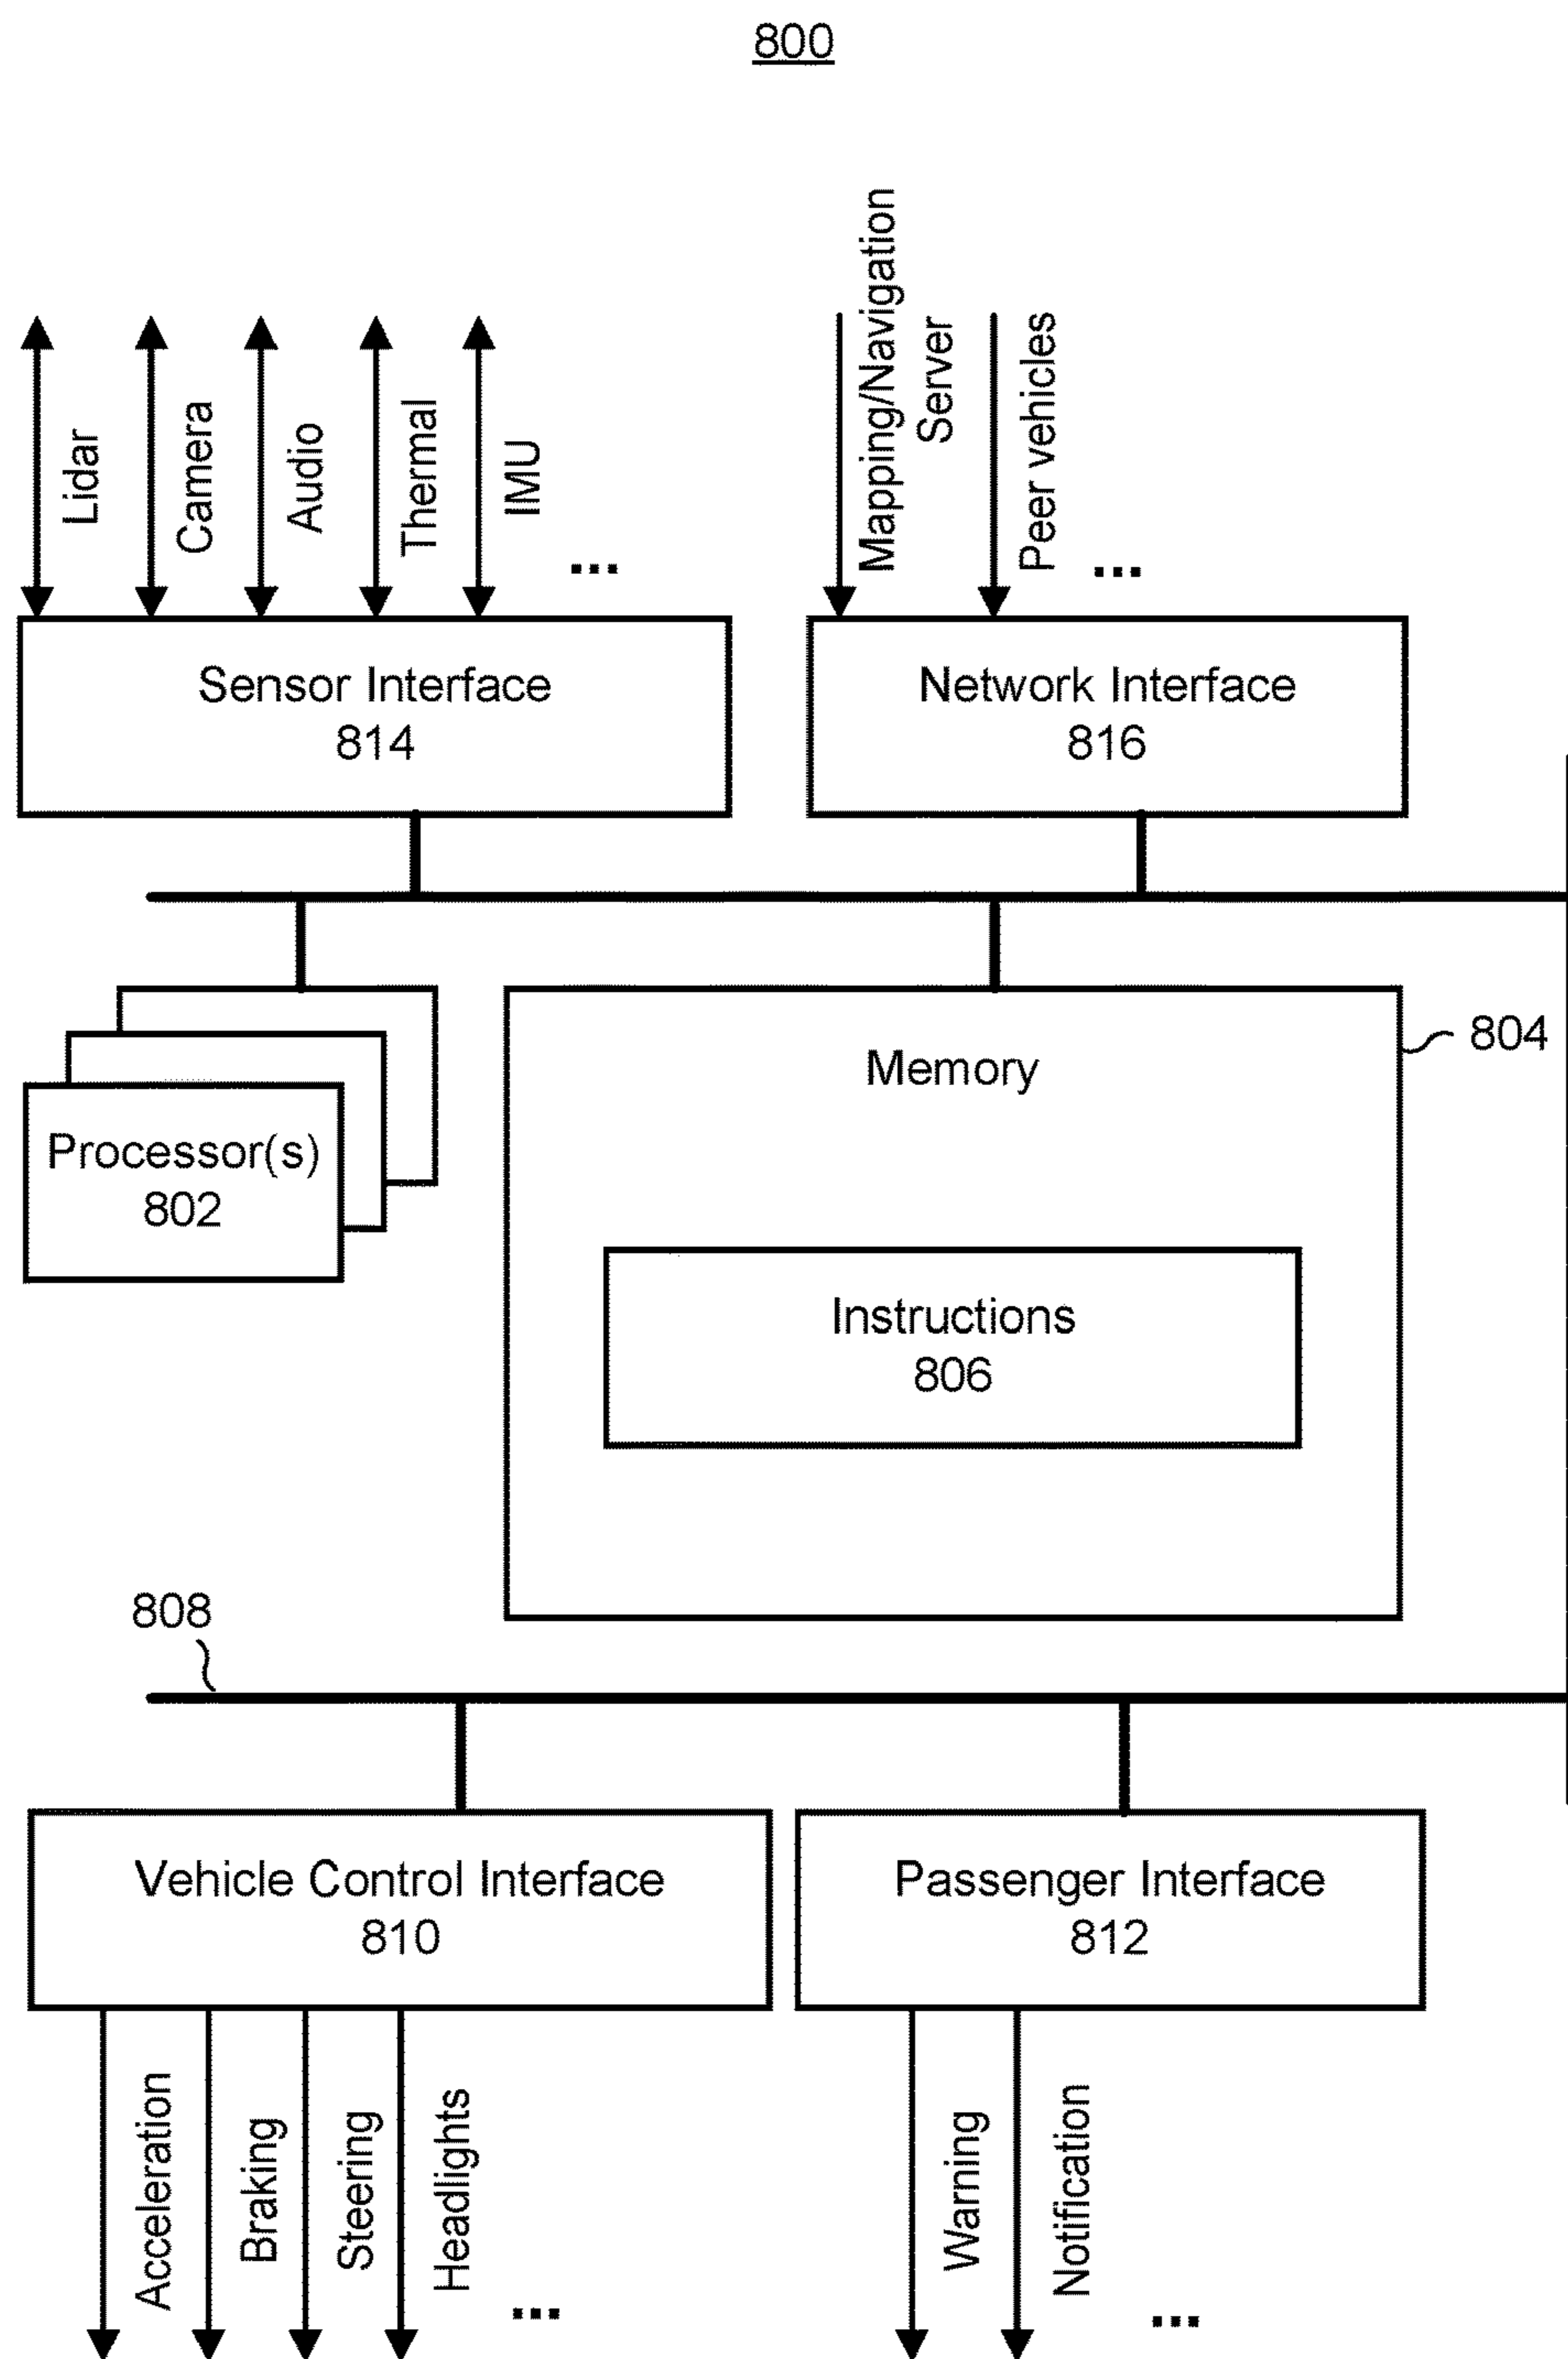 800
Lidar
Camera
Audio
Thermal
IMU
...
Mapping/Navigation
Server
Peer vehicles
...
Sensor Interface
814
Network Interface
816
Processor(s)
802
Memory
804
Instructions
806
808
Vehicle Control Interface
810
Passenger Interface
812
Acceleration
Braking
Steering
Headlights
...
Warning
Notification
...